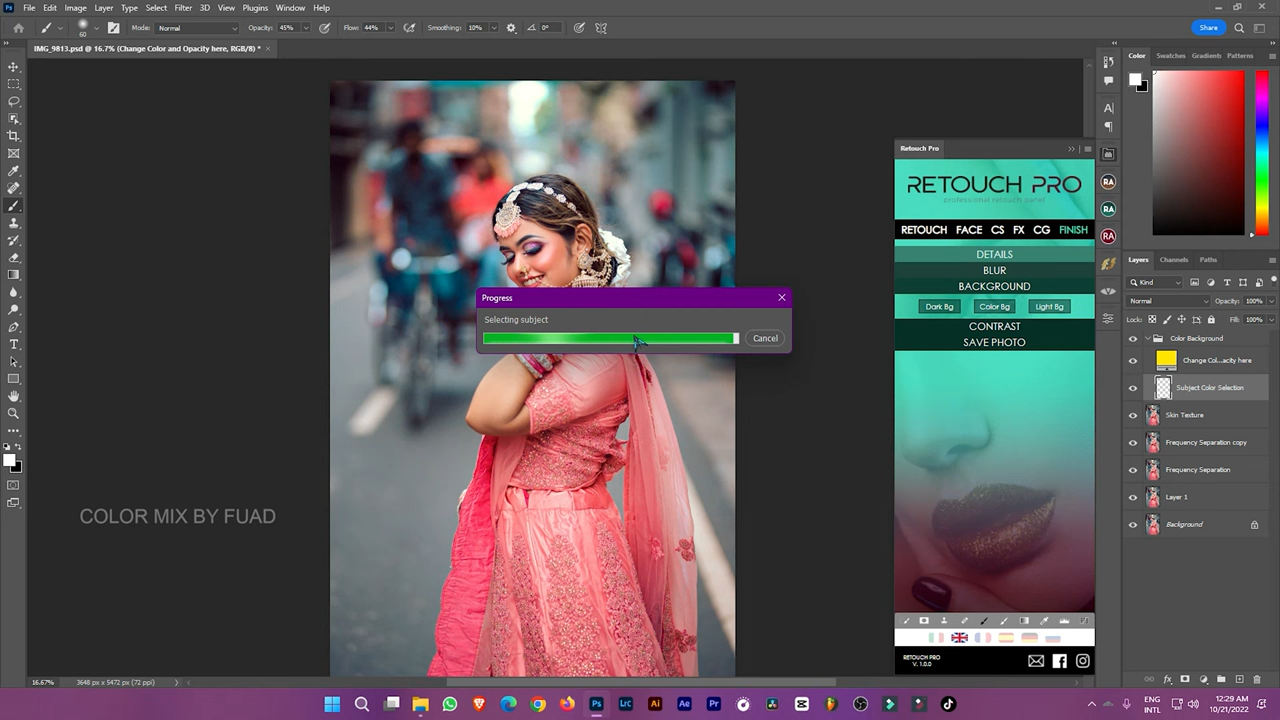 File Edit Image Layer Type Select Filter 3D View Plugins Window Help
Mode: Normal Opacity: 45% Flow: 44% Smoothing: 10% 0° Share
60
IMG_9813.psd @ 16.7% (Change Color and Opacity here, RGB/8) *
Color Swatches Gradients Patterns
Retouch Pro
RETOUCH PRO
professional retouch panel
RETOUCH FACE CS FX CG FINISH
DETAILS
BLUR
BACKGROUND
Dark Bg Color Bg Light Bg
CONTRAST
SAVE PHOTO
RETOUCH PRO
V. 1.0.0
RA
RA
RA
Layers Channels Paths
Kind
Normal Opacity: 100%
Lock: Fill: 100%
Color Background
Change Col...acity here
Subject Color Selection
Skin Texture
Frequency Separation copy
Frequency Separation
Layer 1
Background
Progress
Selecting subject
Cancel
COLOR MIX BY FUAD
16.67% 3648 px x 5472 px (72 ppi)
ENG
INTL
12:29 AM
10/21/2022